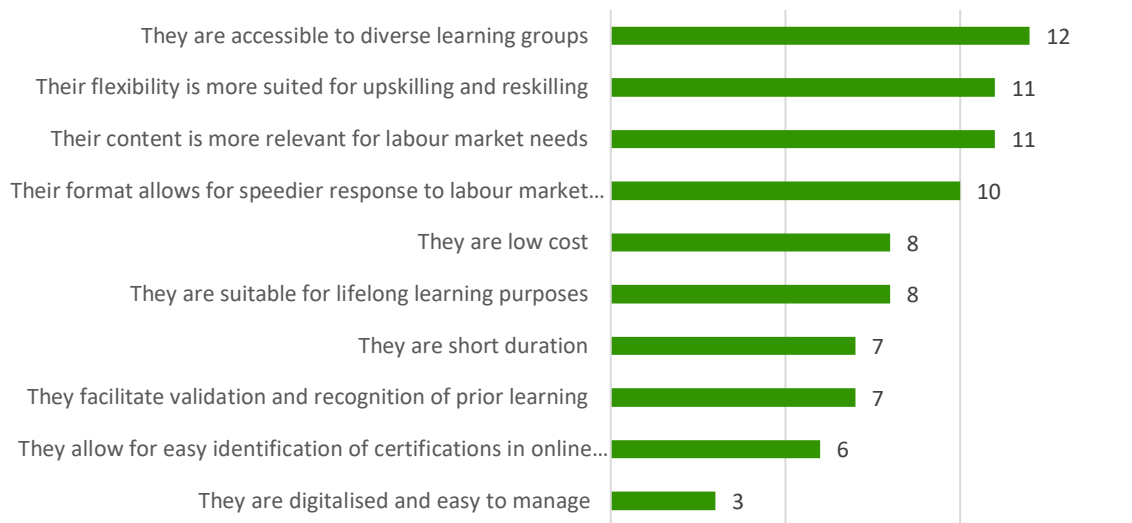 They are accessible to diverse learning groups 12
Their flexibility is more suited for upskilling and reskilling 11
Their content is more relevant for labour market needs 11
Their format allows for speedier response to labour market... 10
They are low cost 8
They are suitable for lifelong learning purposes 8
They are short duration 7
They facilitate validation and recognition of prior learning 7
They allow for easy identification of certifications in online... 6
They are digitalised and easy to manage 3